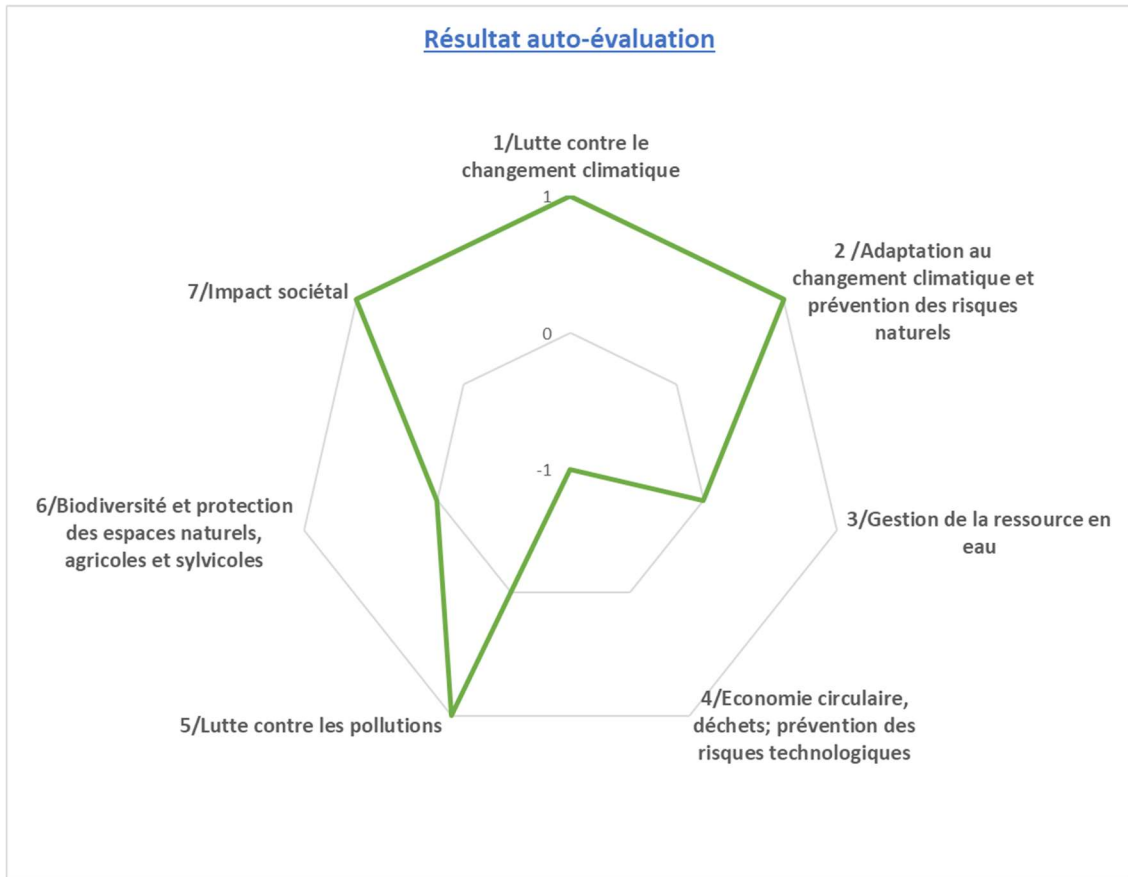 Résultat auto-évaluation
1/Lutte contre le
changement climatique
1
2 /Adaptation au
changement climatique et
prévention des risques
naturels
7/Impact sociétal
0
-1
6/Biodiversité et protection
des espaces naturels,
agricoles et sylvicoles
3/Gestion de la ressource en
eau
4/Economie circulaire,
déchets; prévention des
risques technologiques
5/Lutte contre les pollutions